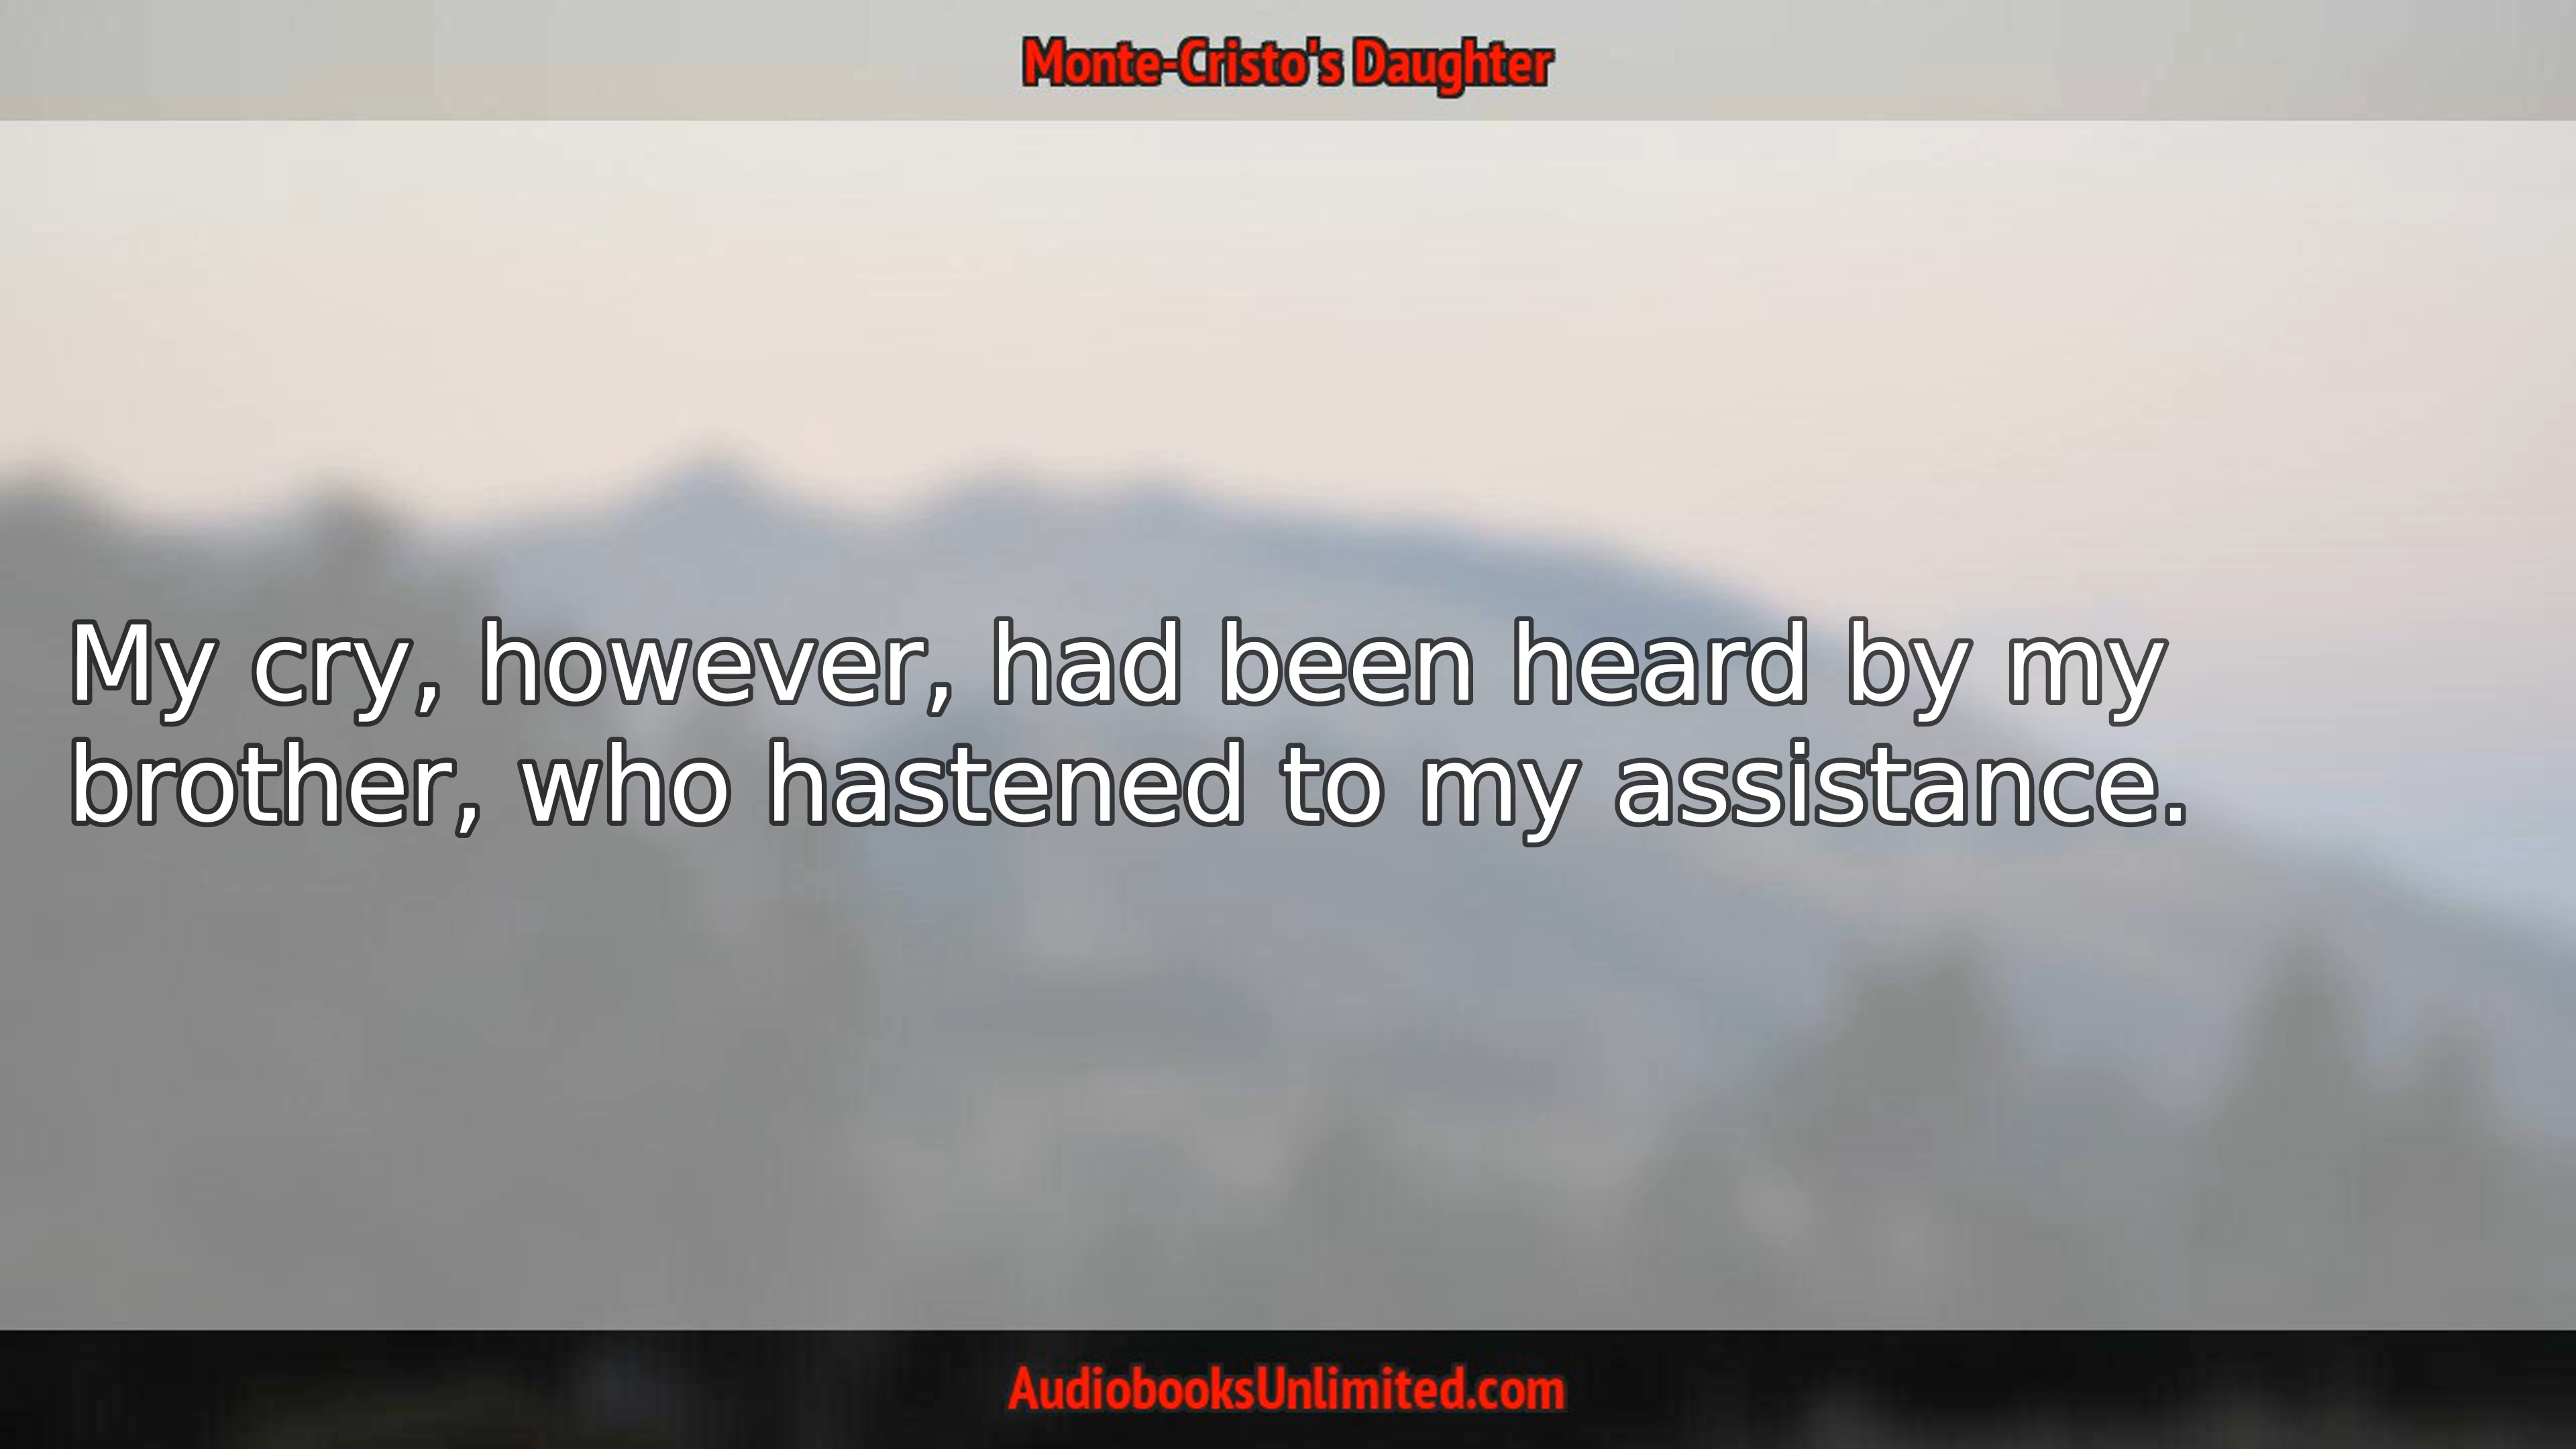 Monte-Cristo's Daughter
My cry, however, had been heard by my
brother, who hastened to my assistance.
AudiobooksUnlimited.com